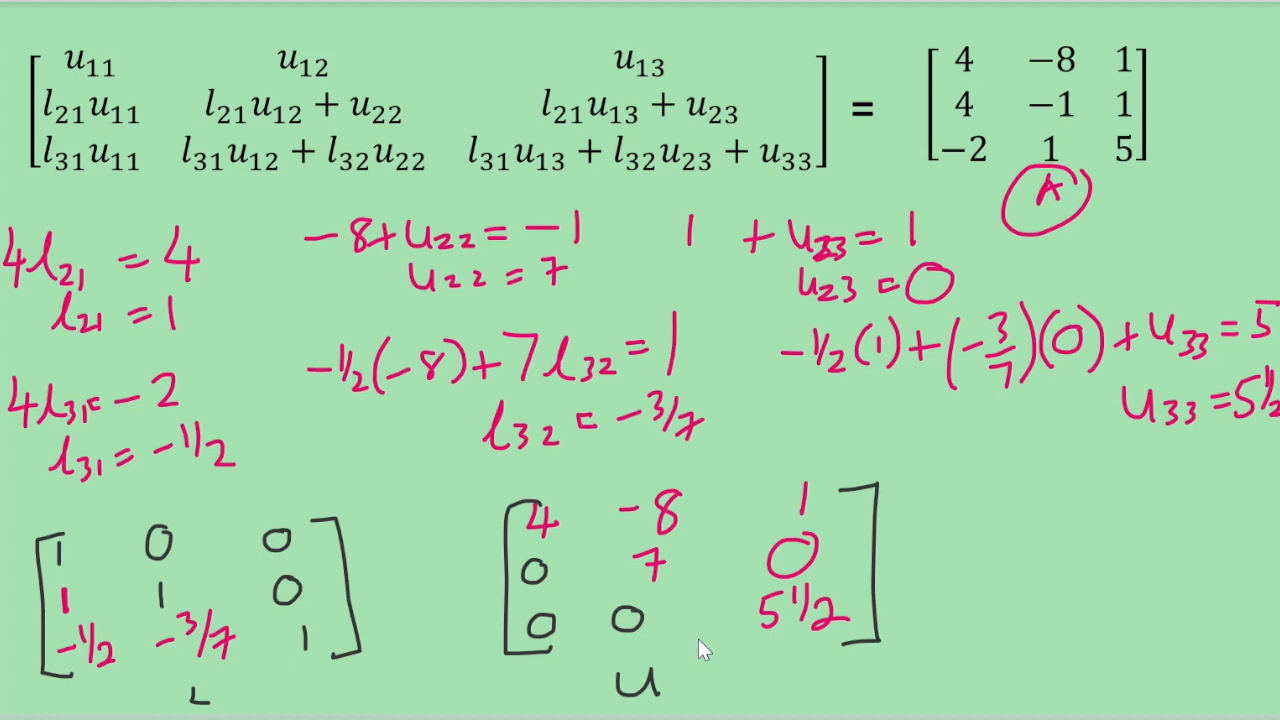 u11 u12 u13 4 −8 1
l21u11 l21u12 + u22 l21u13 + u23 = 4 −1 1
l31u11 l31u12 + l32u22 l31u13 + l32u23 + u33 −2 1 5
A
4l21 = 4 -8+u22 = -1 1 + u23 = 1
l21 = 1 u22 = 7 u23 = 0
4l31 = -2 -1/2(-8)+7l32 = 1 -1/2(1)+(-3/7)(0)+u33 = 5
l31 = -1/2 l32 = -3/7 u33 = 5 1/2
1 0 0 4 -8 1
1 1 0 0 7 0
-1/2 -3/7 1 0 0 5 1/2
L U